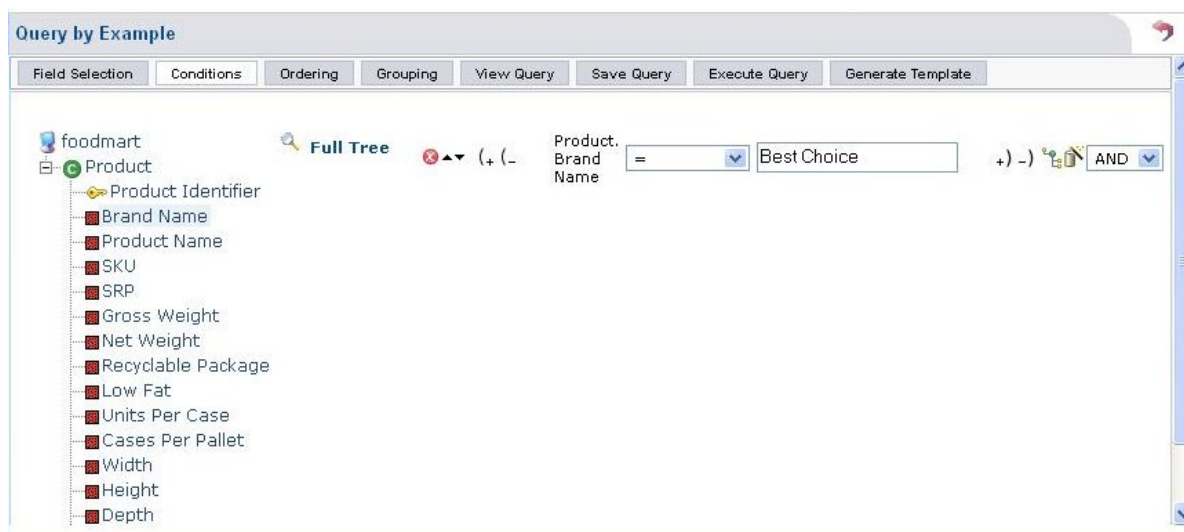 Query by Example
Field Selection Conditions Ordering Grouping View Query Save Query Execute Query Generate Template
foodmart
Full Tree
(+ (-
Product.
Brand
Name
=
Best Choice
+) -)
AND
Product
Product Identifier
Brand Name
Product Name
SKU
SRP
Gross Weight
Net Weight
Recyclable Package
Low Fat
Units Per Case
Cases Per Pallet
Width
Height
Depth